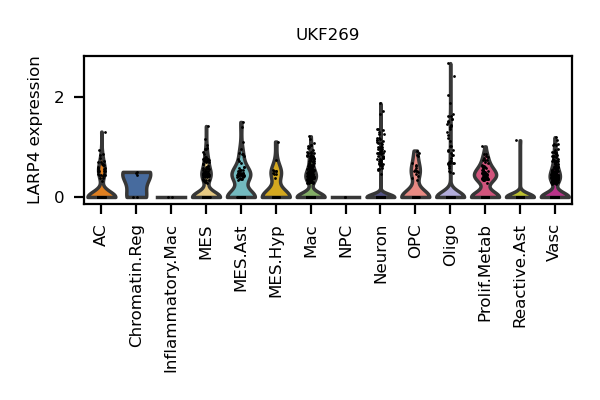 UKF269
LARP4 expression
2
0
AC
Chromatin.Reg
Inflammatory.Mac
MES
MES.Ast
MES.Hyp
Mac
NPC
Neuron
OPC
Oligo
Prolif.Metab
Reactive.Ast
Vasc